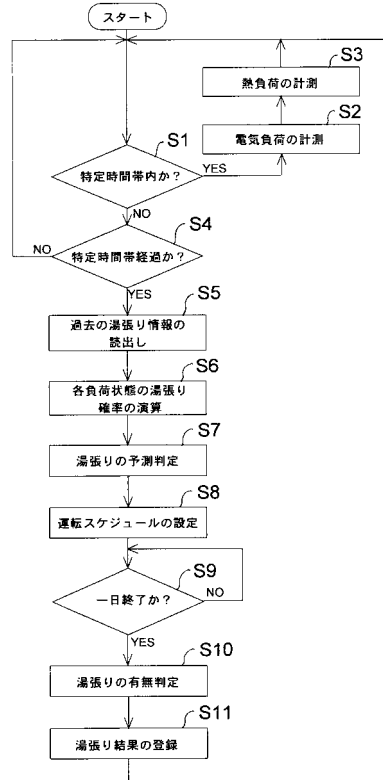 スタート
S3
熱負荷の計測
S2
電気負荷の計測
S1
特定時間帯内か?
YES
NO
S4
特定時間帯経過か?
NO
YES
S5
過去の湯張り情報の
読出し
S6
各負荷状態の湯張り
確率の演算
S7
湯張りの予測判定
S8
運転スケジュールの設定
S9
一日終了か?
NO
YES
S10
湯張りの有無判定
S11
湯張り結果の登録